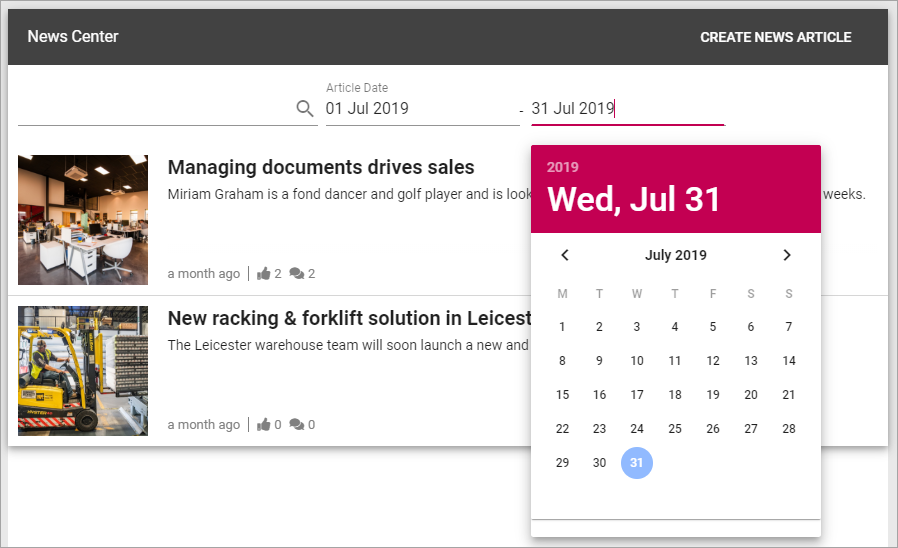 News Center
CREATE NEWS ARTICLE
Article Date
01 Jul 2019 - 31 Jul 2019
Managing documents drives sales
Miriam Graham is a fond dancer and golf player and is look
weeks.
a month ago | 2 2
New racking & forklift solution in Leicest
The Leicester warehouse team will soon launch a new and
a month ago | 0 0
2019
Wed, Jul 31
July 2019
M T W T F S S
1 2 3 4 5 6 7
8 9 10 11 12 13 14
15 16 17 18 19 20 21
22 23 24 25 26 27 28
29 30 31
HYSTER